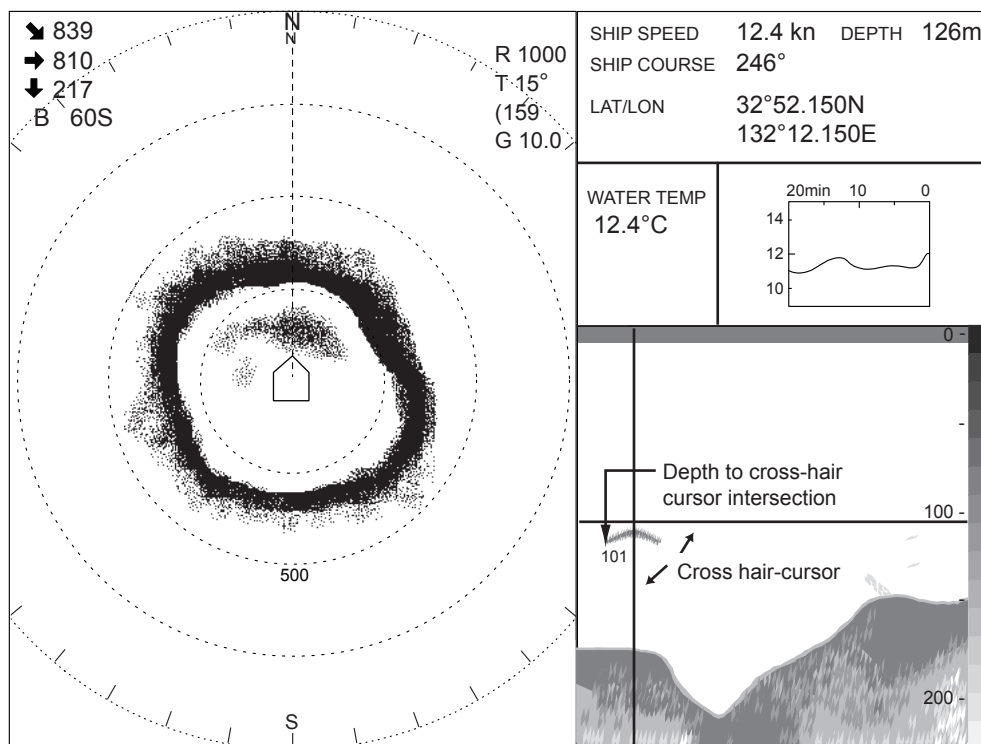 839
810
217
B 60S
N
N
R 1000
T 15°
(159
G 10.0
500
S
SHIP SPEED 12.4 kn DEPTH 126m
SHIP COURSE 246°
LAT/LON 32°52.150N
132°12.150E
WATER TEMP
12.4°C
20min 10 0
14
12
10
0
Depth to cross-hair
cursor intersection
100
101
Cross hair-cursor
200